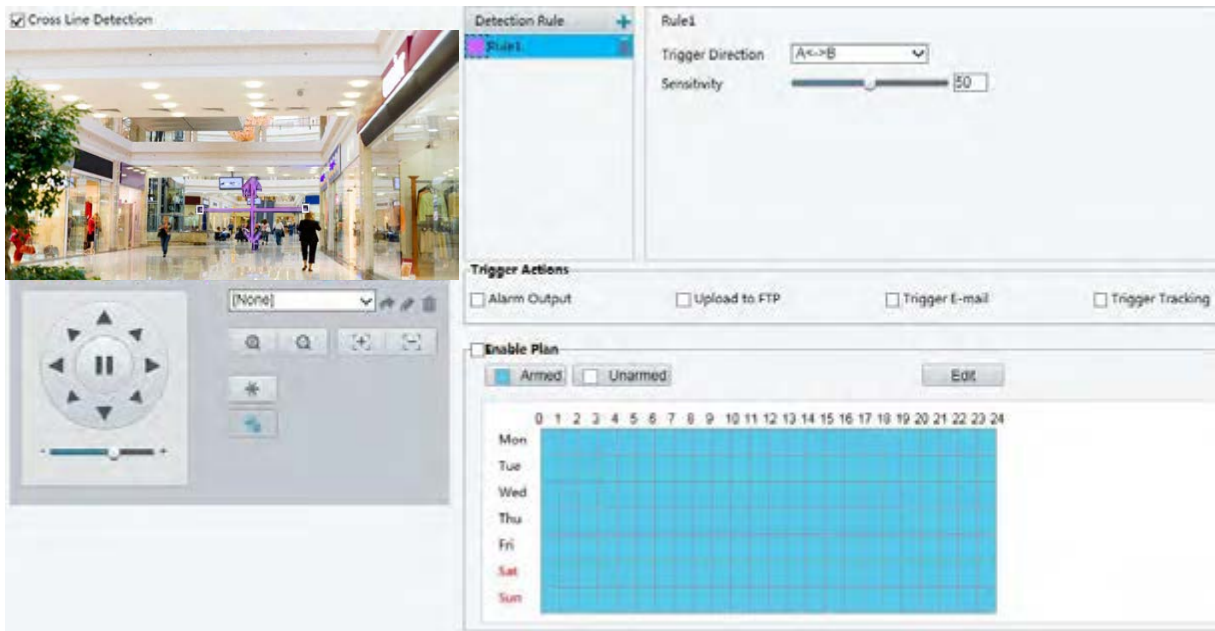 Cross Line Detection
Detection Rule
Rule1
Rule1
Trigger Direction
A<->B
Sensitivity
50
Trigger Actions
Alarm Output
Upload to FTP
Trigger E-mail
Trigger Tracking
[None]
Enable Plan
Armed
Unarmed
Edit
0 1 2 3 4 5 6 7 8 9 10 11 12 13 14 15 16 17 18 19 20 21 22 23 24
Mon
Tue
Wed
Thu
Fri
Sat
Sun